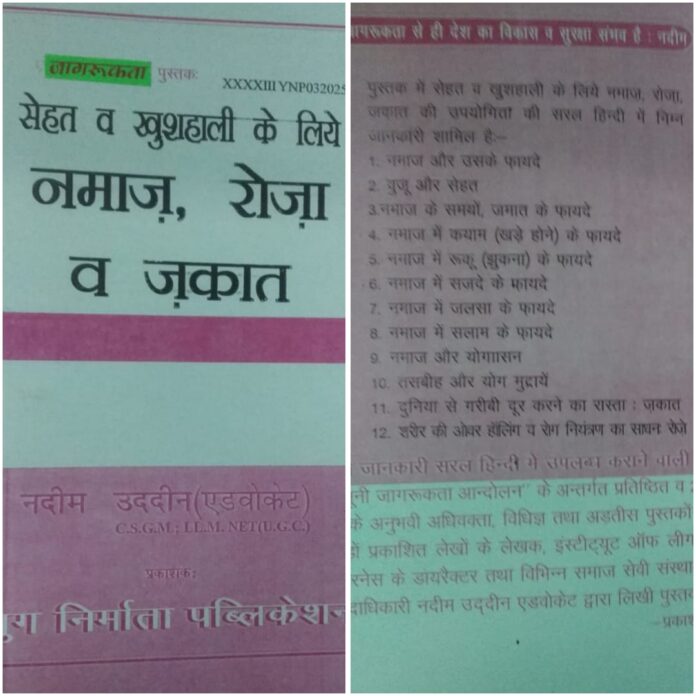 जागरूकता पुस्तक:
XXXXIII YNP032025
सेहत व खुशहाली के लिये
नमाज़, रोज़ा
व ज़कात
नदीम उददीन(एडवोकेट)
C.S.G.M.; LL.M. NET(U.G.C.)
प्रकाशक:
युग निर्माता पब्लिकेशन
जागरूकता से ही देश का विकास व सुरक्षा संभव है : नदीम
पुस्तक में सेहत व खुशहाली के लिये नमाज, रोज़ा,
जकात की उपयोगिता की सरल हिन्दी में निम्न
जानकारी शामिल है:-
1. नमाज और उसके फायदे
2. वुजू और सेहत
3.नमाज के समयों, जमात के फायदे
4. नमाज में कयाम (खड़े होने) के फायदे
5. नमाज में रूकू (झुकना) के फायदे
6. नमाज में सजदे के फायदे
7. नमाज में जलसा के फायदे
8. नमाज में सलाम के फायदे
9. नमाज और योगाासन
10. तसबीह और योग मुद्रायें
11. दुनिया से गरीबी दूर करने का रास्ता : ज़कात
12. शरीर की ओवर हॉलिंग व रोग नियंत्रण का साधन रोजे
जानकारी सरल हिन्दी मे उपलब्ध कराने वाली
नूनी जागरूकता आन्दोलन" के अन्तर्गत प्रतिष्ठित व
के अनुभवी अधिवक्ता, विधिज्ञ तथा अड़तीस पुस्तकों
ड़ों प्रकाशित लेखों के लेखक, इंस्टीट्यूट ऑफ लीग
रनेस के डायरैक्टर तथा विभिन्न समाज सेवी संस्था
दाधिकारी नदीम उद्दीन एडवोकेट द्वारा लिखी पुस्त
-प्रकाश